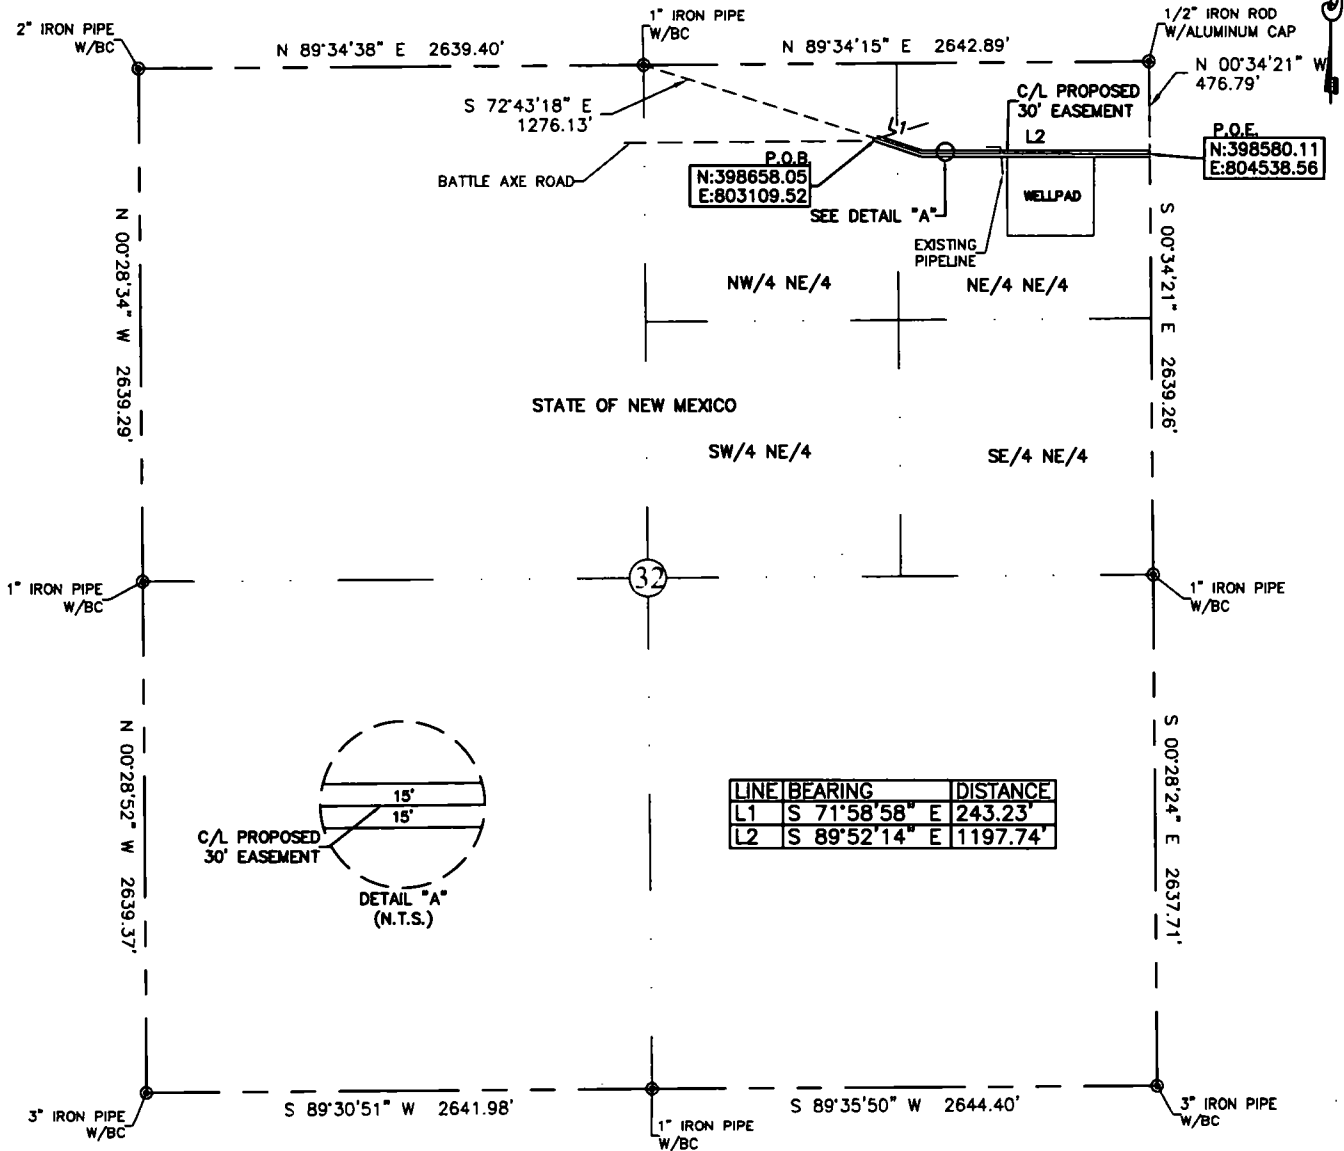 2" IRON PIPE
W/BC
N 89°34'38" E 2639.40'
1" IRON PIPE
W/BC
N 89°34'15" E 2642.89'
1/2" IRON ROD
W/ALUMINUM CAP
N 00°34'21" W
476.79'
S 72°43'18" E
1276.13'
C/L PROPOSED
30' EASEMENT
L1
L2
P.O.E.
N:398580.11
E:804538.56
BATTLE AXE ROAD
P.O.B.
N:398658.05
E:803109.52
SEE DETAIL "A"
WELLPAD
EXISTING
PIPELINE
N 00°28'34" W 2639.29'
S 00°34'21" E 2639.26'
NW/4 NE/4
NE/4 NE/4
STATE OF NEW MEXICO
SW/4 NE/4
SE/4 NE/4
1" IRON PIPE
W/BC
32
1" IRON PIPE
W/BC
N 00°28'52" W 2639.37'
S 00°28'24" E 2637.71'
15'
15'
C/L PROPOSED
30' EASEMENT
DETAIL "A"
(N.T.S.)
LINE BEARING DISTANCE
L1 S 71°58'58" E 243.23'
L2 S 89°52'14" E 1197.74'
3" IRON PIPE
W/BC
S 89°30'51" W 2641.98'
1" IRON PIPE
W/BC
S 89°35'50" W 2644.40'
3" IRON PIPE
W/BC